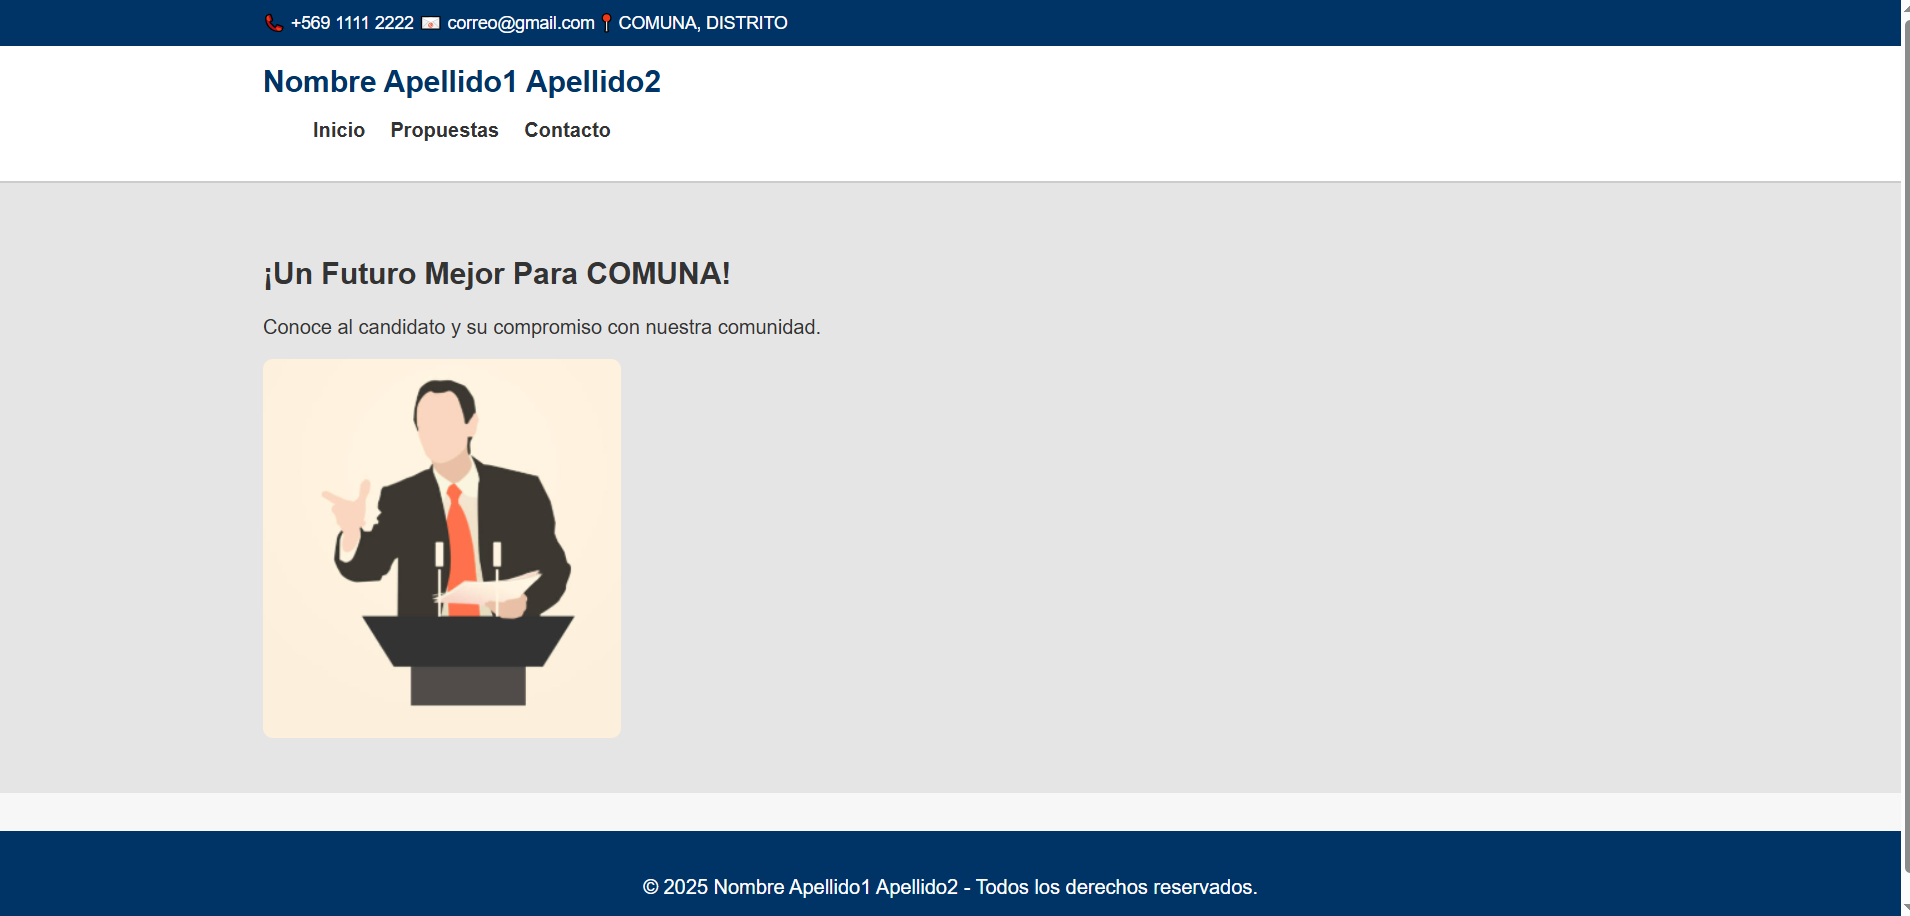 +569 1111 2222 correo@gmail.com COMUNA, DISTRITO
Nombre Apellido1 Apellido2
Inicio Propuestas Contacto
¡Un Futuro Mejor Para COMUNA!
Conoce al candidato y su compromiso con nuestra comunidad.
© 2025 Nombre Apellido1 Apellido2 - Todos los derechos reservados.